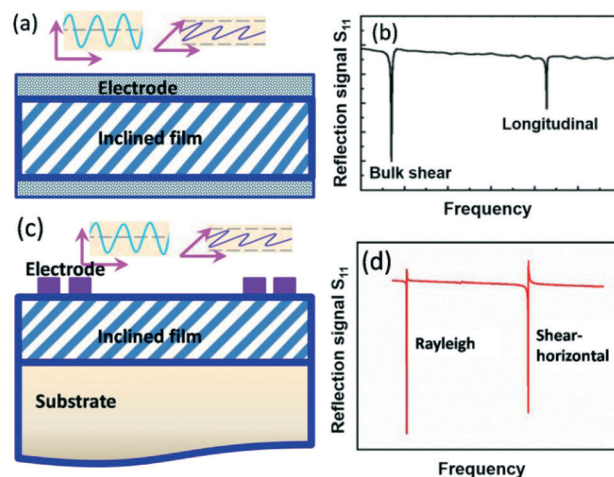 (a)
Electrode
Inclined film
(b)
Reflection signal S11
Bulk shear
Longitudinal
Frequency
(c)
Electrode
Inclined film
Substrate
(d)
Reflection signal S11
Rayleigh
Shear-
horizontal
Frequency